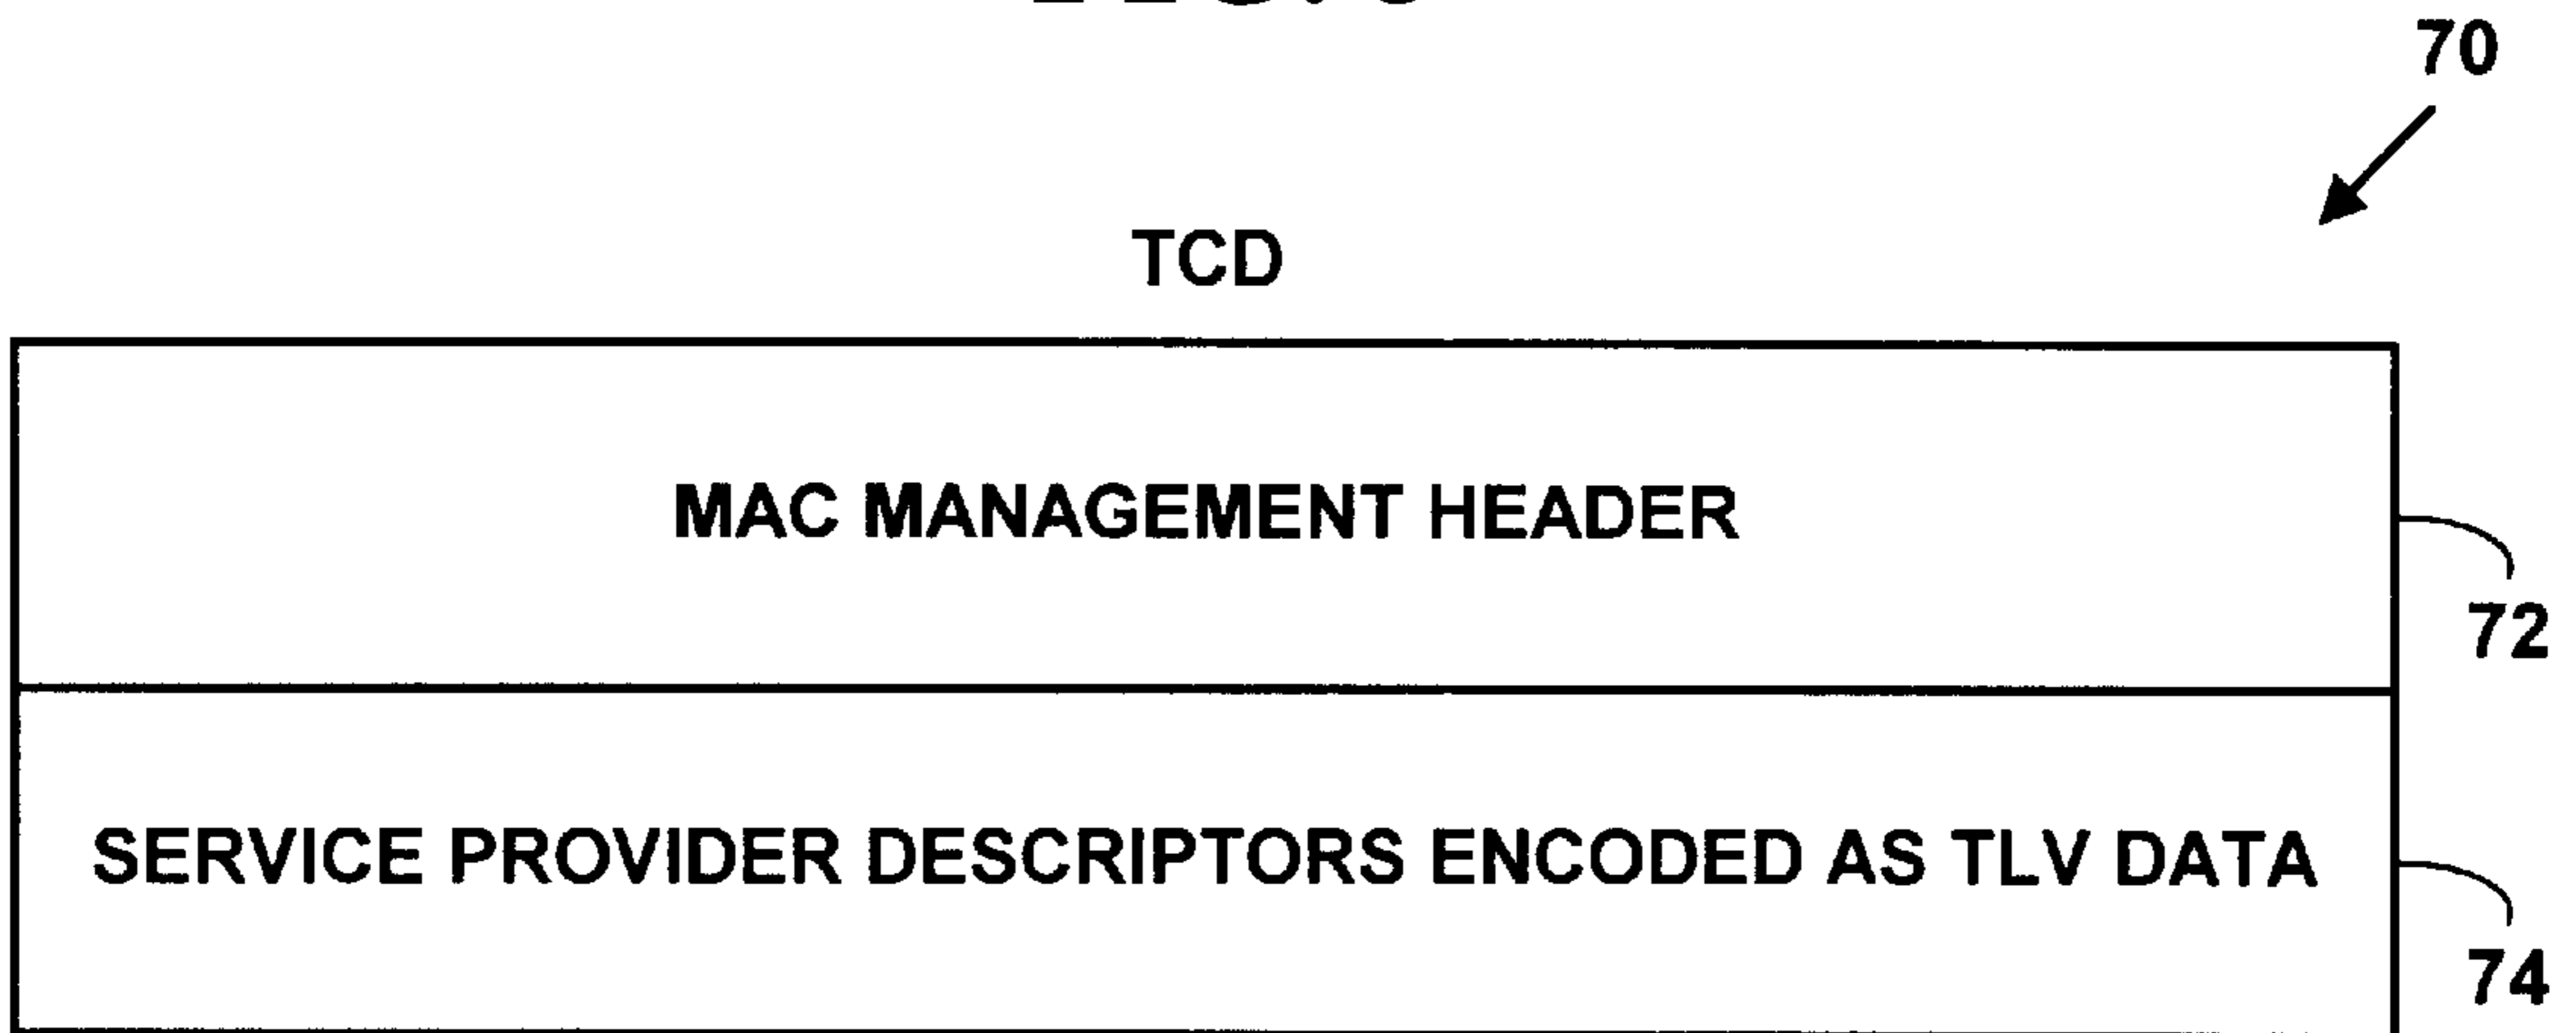 70
TCD
MAC MANAGEMENT HEADER
72
SERVICE PROVIDER DESCRIPTORS ENCODED AS TLV DATA
74